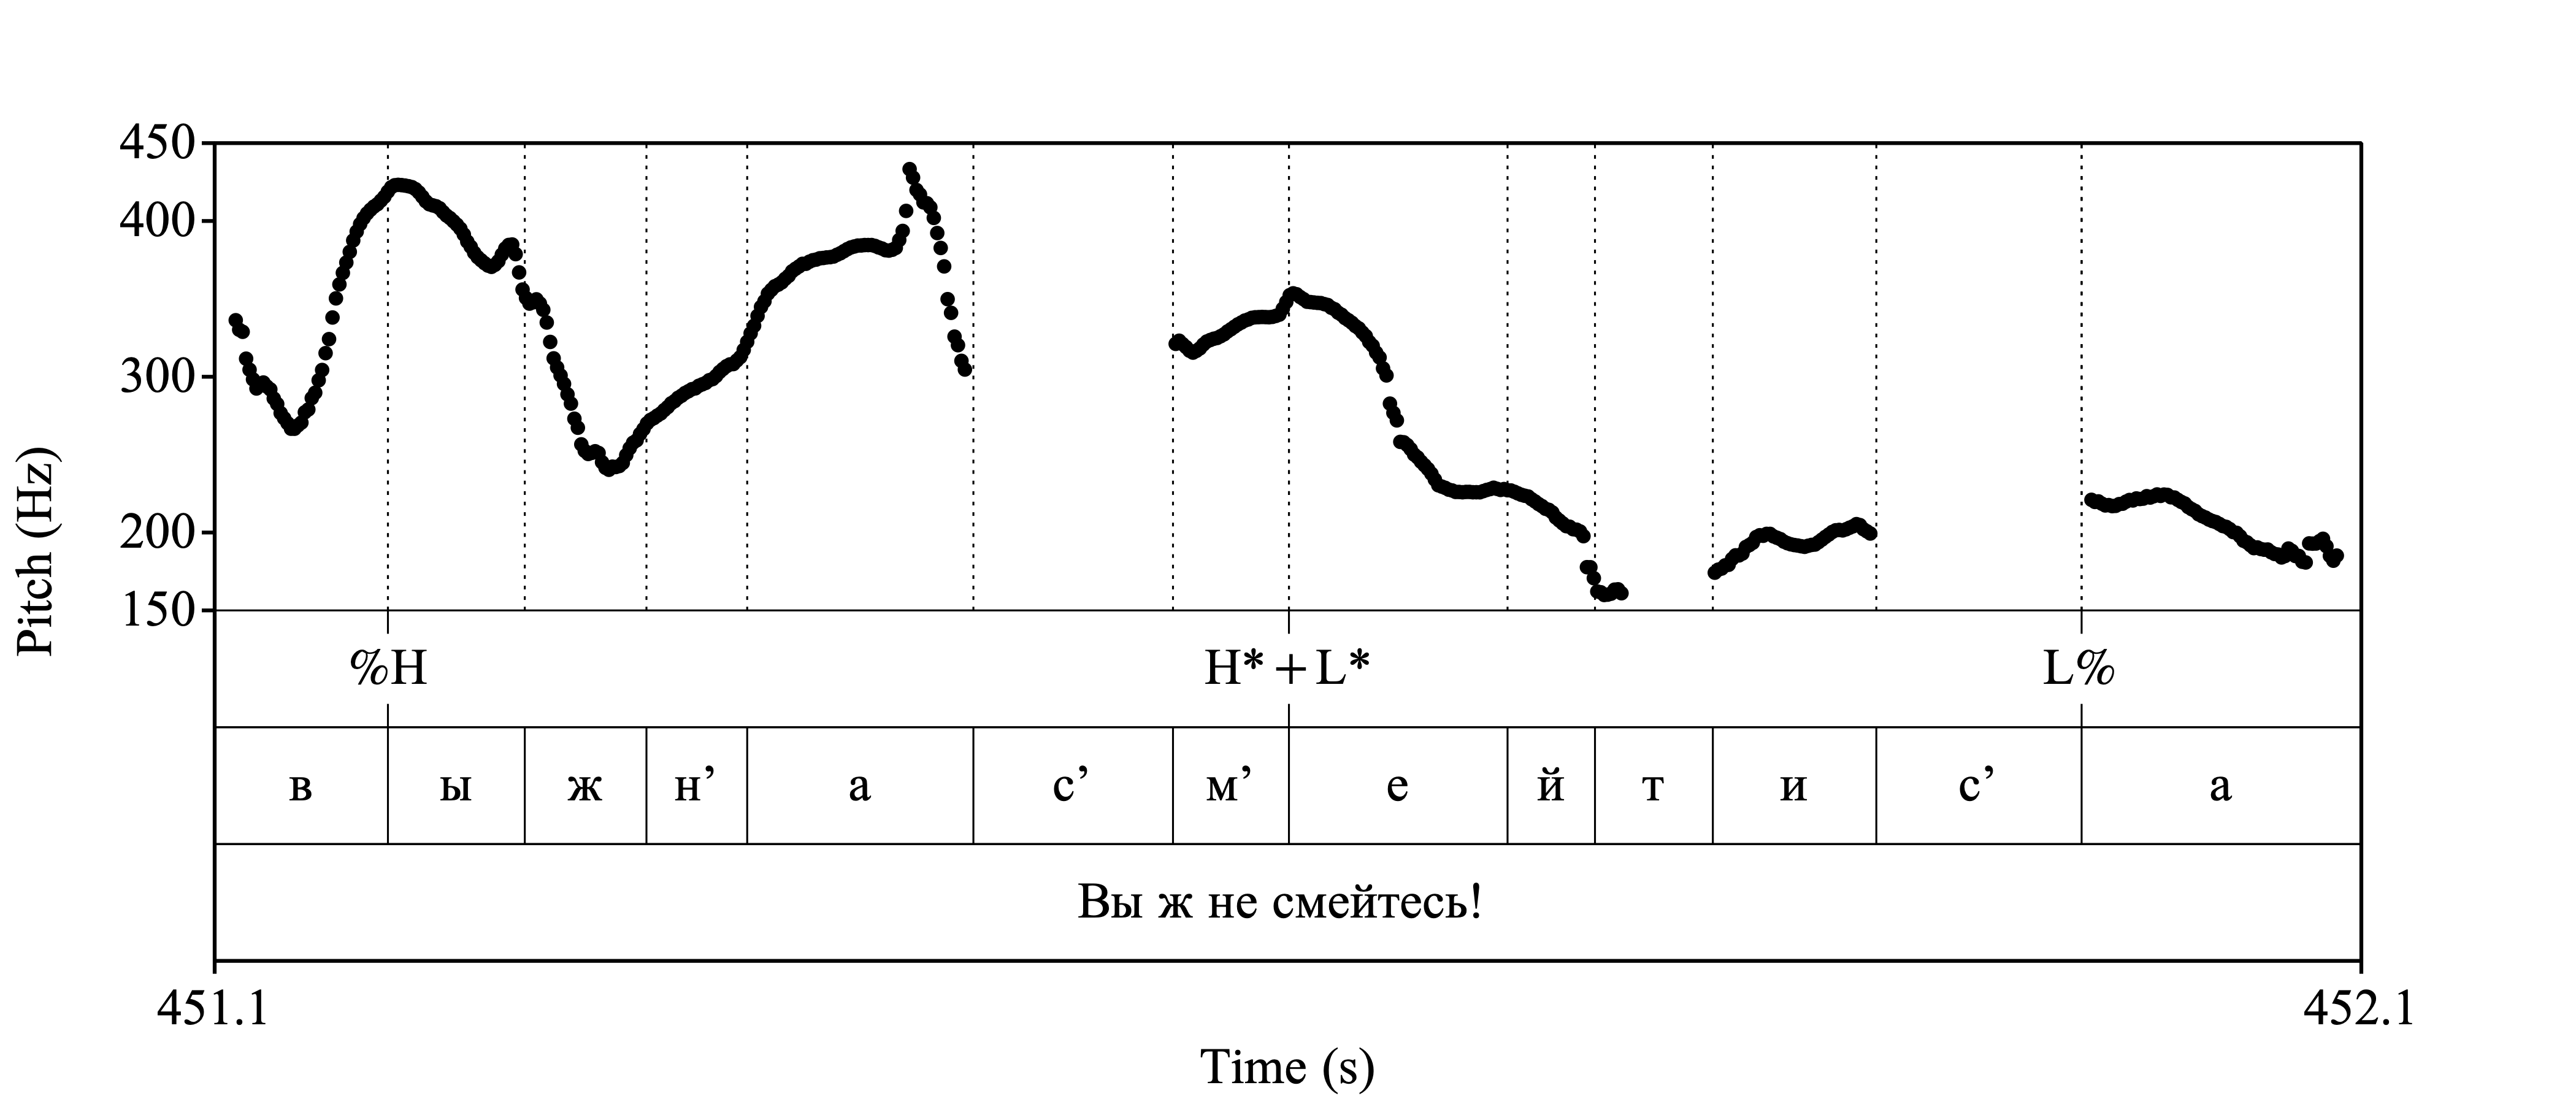 450
400
300
200
150
Pitch (Hz)
%H H*+L* L%
в ы ж н’ а с’ м’ е й т и с’ а
Вы ж не смейтесь!
451.1 452.1
Time (s)